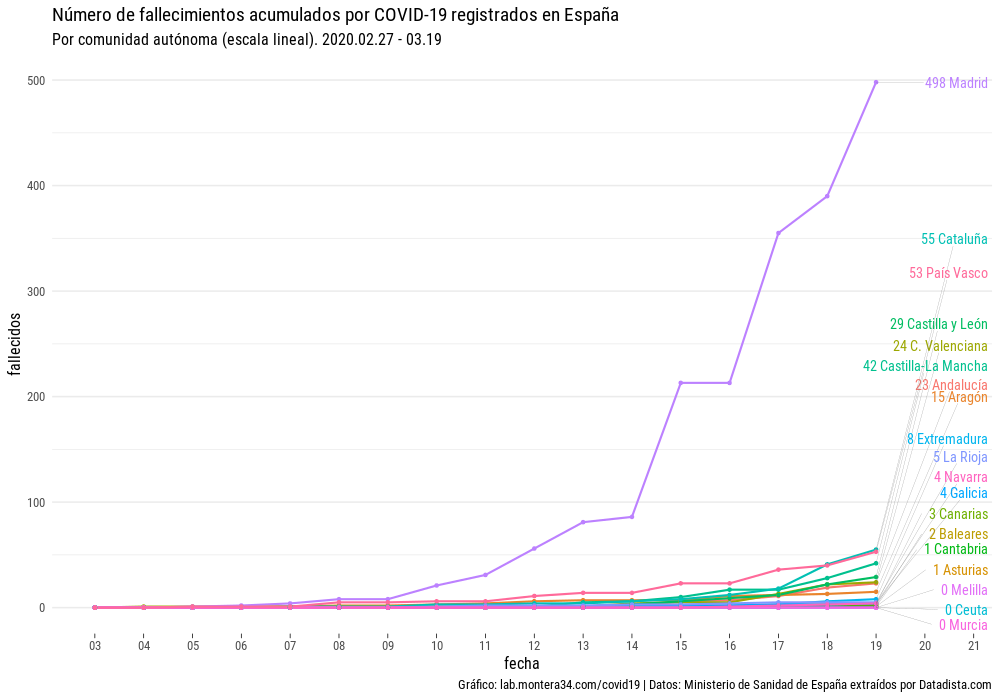 Número de fallecimientos acumulados por COVID-19 registrados en España
Por comunidad autónoma (escala lineal). 2020.02.27 - 03.19
500
400
300
200
100
0
fallecidos
498 Madrid
55 Cataluña
53 País Vasco
29 Castilla y León
24 C. Valenciana
42 Castilla-La Mancha
23 Andalucía
15 Aragón
8 Extremadura
5 La Rioja
4 Navarra
4 Galicia
3 Canarias
2 Baleares
1 Cantabria
1 Asturias
0 Melilla
0 Ceuta
0 Murcia
03 04 05 06 07 08 09 10 11 12 13 14 15 16 17 18 19 20 21
fecha
Gráfico: lab.montera34.com/covid19 | Datos: Ministerio de Sanidad de España extraídos por Datadista.com